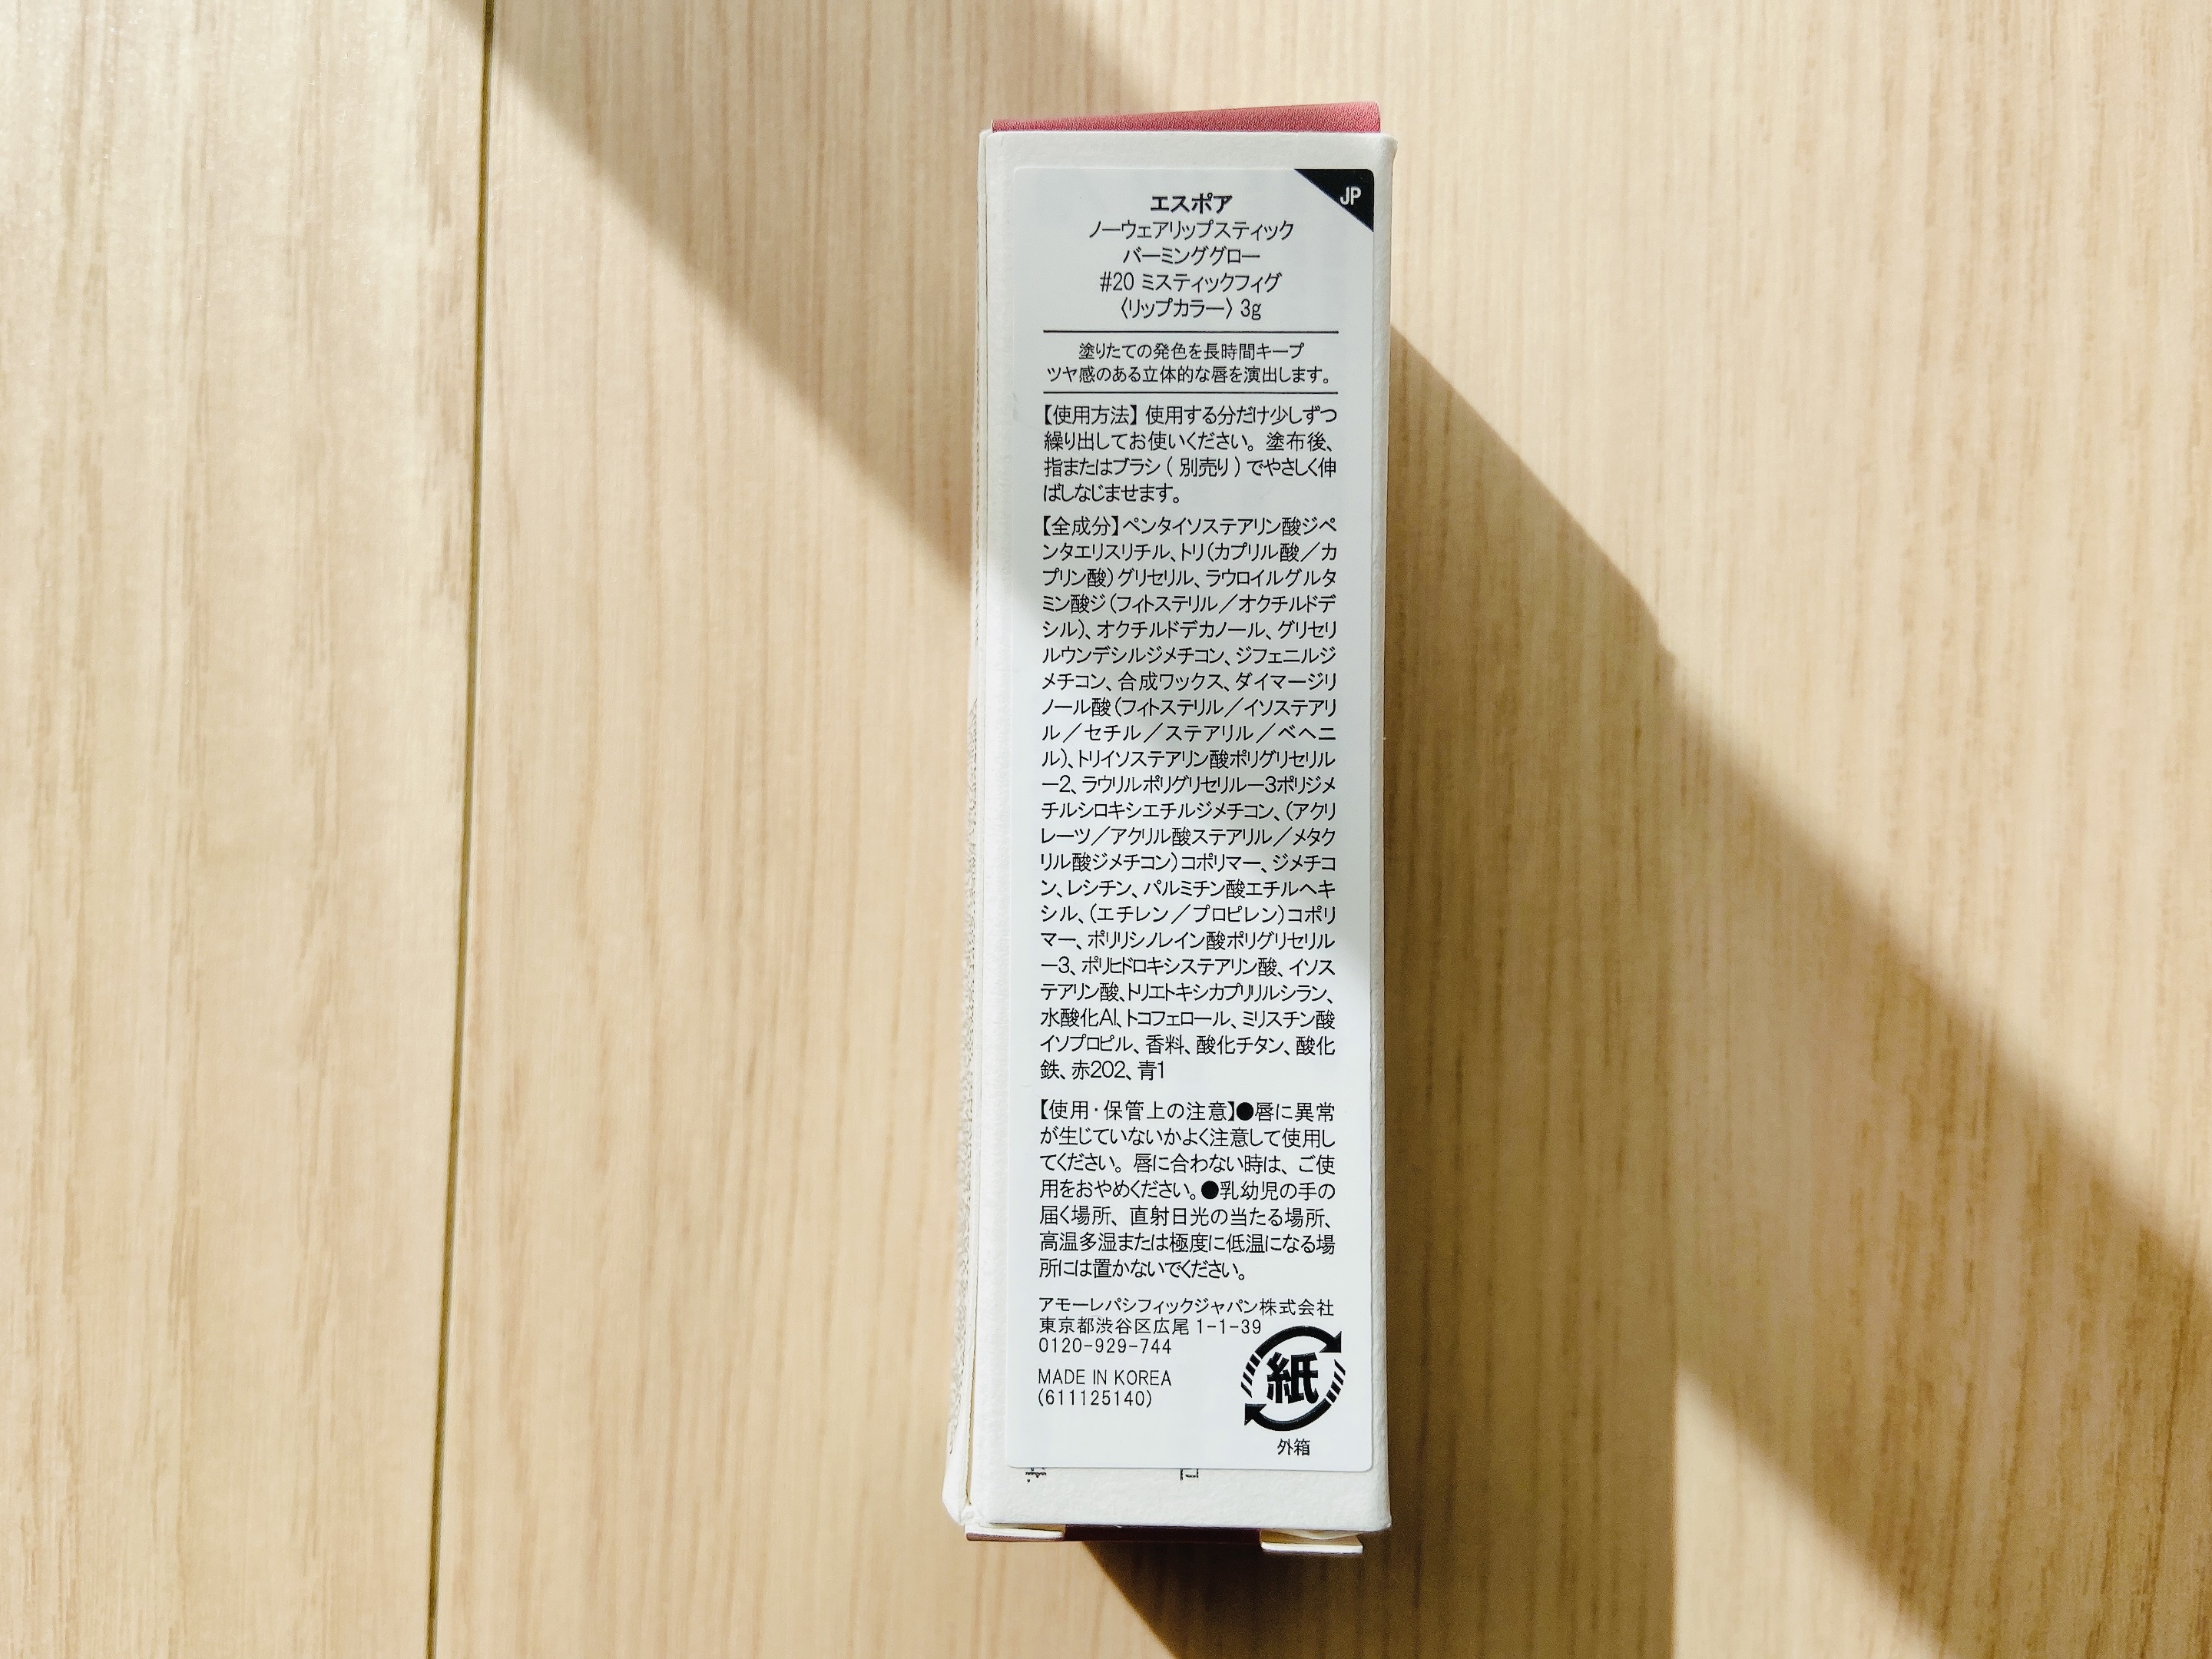 JP
エスポア
ノーウェアリップスティック
バーミンググロー
#20 ミスティックフィグ
〈リップカラー〉 3g
塗りたての発色を長時間キープ
ツヤ感のある立体的な唇を演出します。
【使用方法】使用する分だけ少しずつ
繰り出してお使いください。塗布後、
指またはブラシ(別売り)でやさしく伸
ばしなじませます。
【全成分】ペンタイソステアリン酸ジペ
ンタエリスリチル、トリ(カプリル酸/カ
プリン酸)グリセリル、ラウロイルグルタ
ミン酸ジ(フィトステリル/オクチルドデ
シル)、オクチルドデカノール、グリセリ
ルウンデシルジメチコン、ジフェニルジ
メチコン、合成ワックス、ダイマージリ
ノール酸(フィトステリル/イソステアリ
ル/セチル/ステアリル/ベヘニ
ル)、トリイソステアリン酸ポリグリセリル
ー2、ラウリルポリグリセリルー3ポリジメ
チルシロキシエチルジメチコン、(アクリ
レーツ/アクリル酸ステアリル/メタク
リル酸ジメチコン)コポリマー、ジメチコ
ン、レシチン、パルミチン酸エチルヘキ
シル、(エチレン/プロピレン)コポリ
マー、ポリリシノレイン酸ポリグリセリル
ー3、ポリヒドロキシステアリン酸、イソス
テアリン酸、トリエトキシカプリリルシラン、
水酸化Al、トコフェロール、ミリスチン酸
イソプロピル、香料、酸化チタン、酸化
鉄、赤202、青1
【使用・保管上の注意】●唇に異常
が生じていないかよく注意して使用し
てください。唇に合わない時は、ご使
用をおやめください。●乳幼児の手の
届く場所、直射日光の当たる場所、
高温多湿または極度に低温になる場
所には置かないでください。
アモーレパシフィックジャパン株式会社
東京都渋谷区広尾 1-1-39
0120-929-744
MADE IN KOREA
(611125140)
紙
外箱